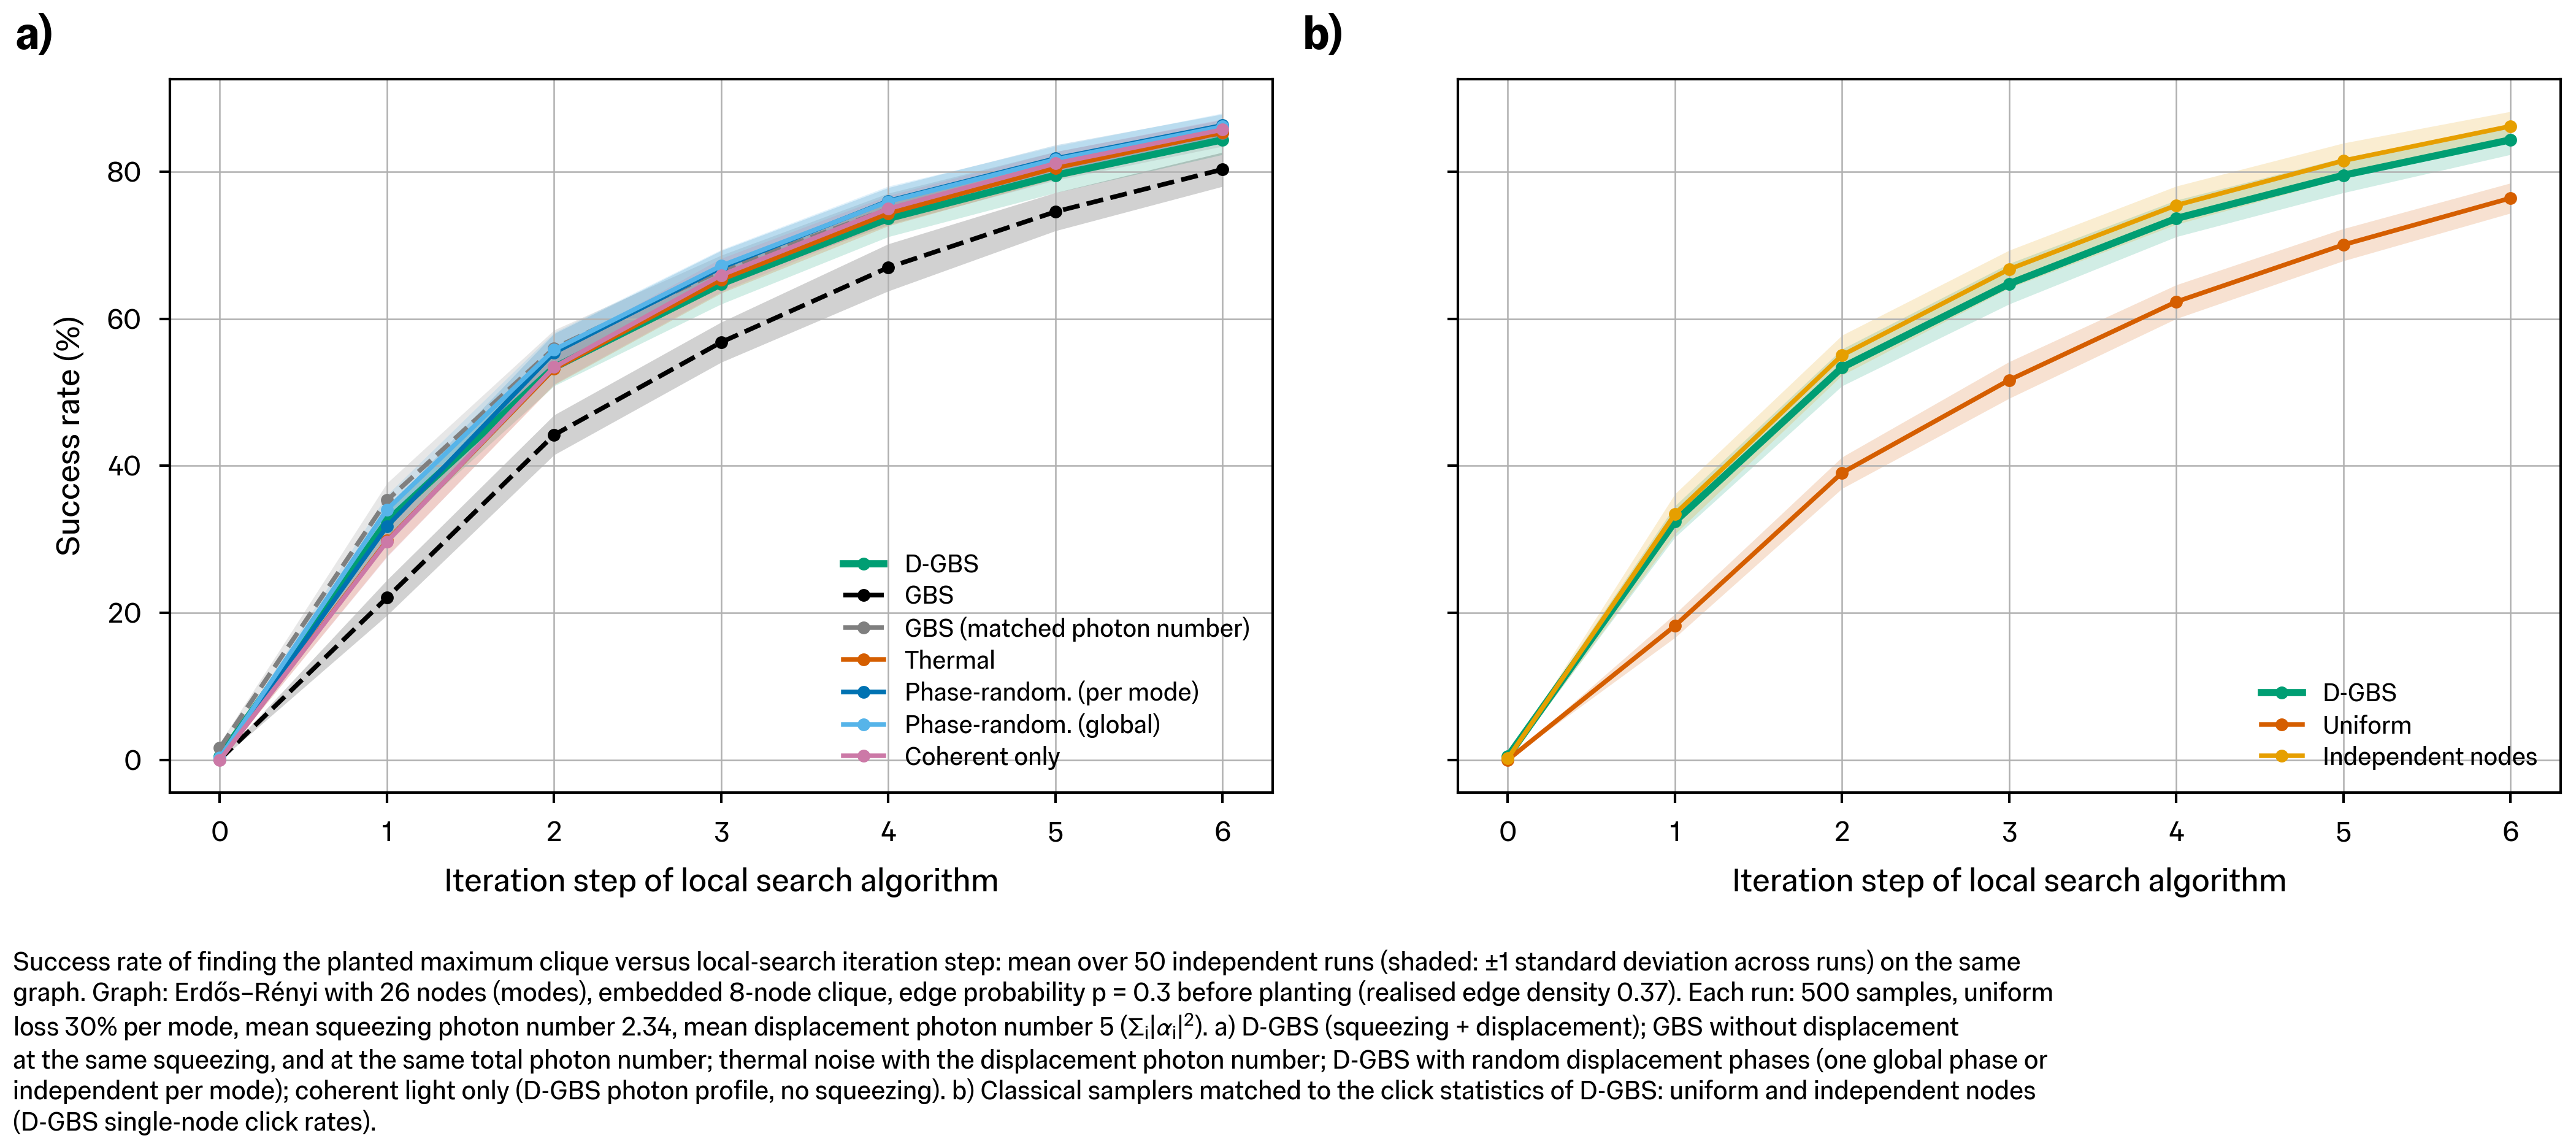 a)
b)
Success rate (%)
80
60
40
20
0
D-GBS
GBS
GBS (matched photon number)
Thermal
Phase-random. (per mode)
Phase-random. (global)
Coherent only
0 1 2 3 4 5 6
Iteration step of local search algorithm
D-GBS
Uniform
Independent nodes
0 1 2 3 4 5 6
Iteration step of local search algorithm
Success rate of finding the planted maximum clique versus local-search iteration step: mean over 50 independent runs (shaded: ±1 standard deviation across runs) on the same
graph. Graph: Erdős–Rényi with 26 nodes (modes), embedded 8-node clique, edge probability p = 0.3 before planting (realised edge density 0.37). Each run: 500 samples, uniform
loss 30% per mode, mean squeezing photon number 2.34, mean displacement photon number 5 (Σᵢ|αᵢ|²). a) D-GBS (squeezing + displacement); GBS without displacement
at the same squeezing, and at the same total photon number; thermal noise with the displacement photon number; D-GBS with random displacement phases (one global phase or
independent per mode); coherent light only (D-GBS photon profile, no squeezing). b) Classical samplers matched to the click statistics of D-GBS: uniform and independent nodes
(D-GBS single-node click rates).